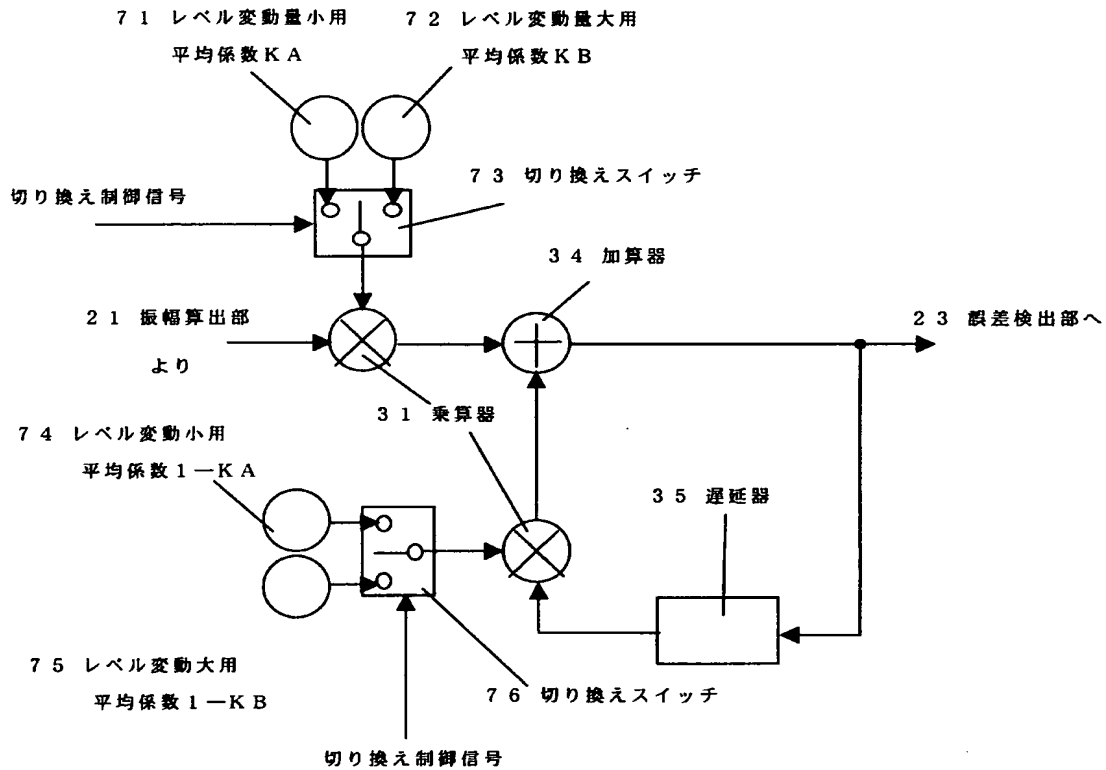 ７１ レベル変動量小用
平均係数ＫＡ
７２ レベル変動量大用
平均係数ＫＢ
７３ 切り換えスイッチ
切り換え制御信号
３４ 加算器
２１ 振幅算出部
より
２３ 誤差検出部へ
３１ 乗算器
７４ レベル変動小用
平均係数１―ＫＡ
３５ 遅延器
７５ レベル変動大用
平均係数１―ＫＢ
７６ 切り換えスイッチ
切り換え制御信号